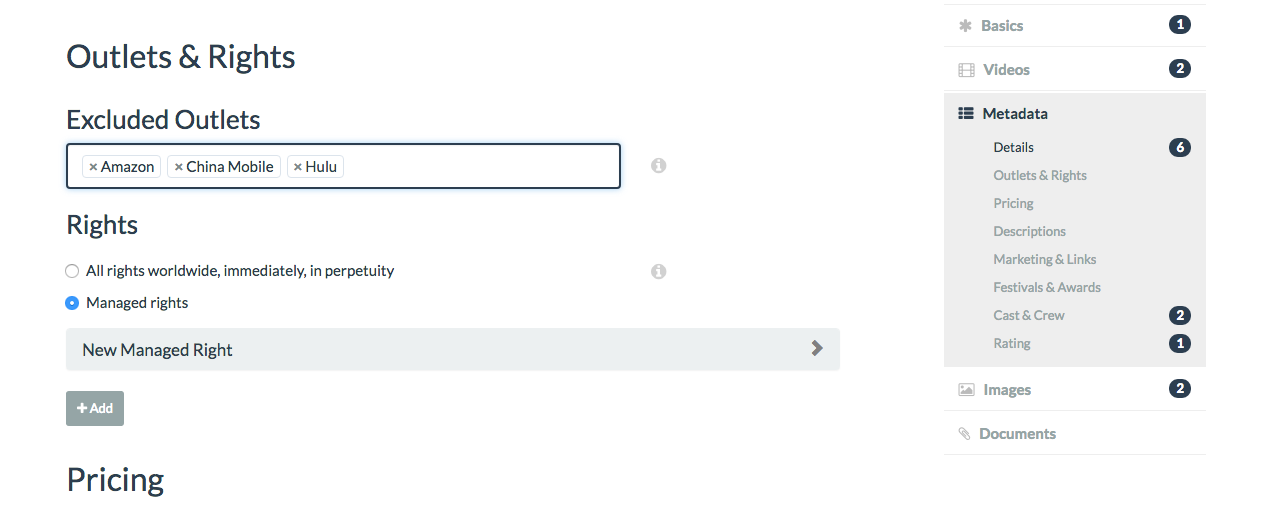 Outlets & Rights
Excluded Outlets
× Amazon × China Mobile × Hulu
Rights
All rights worldwide, immediately, in perpetuity
Managed rights
New Managed Right
+ Add
Pricing
Basics 1
Videos 2
Metadata
Details 6
Outlets & Rights
Pricing
Descriptions
Marketing & Links
Festivals & Awards
Cast & Crew 2
Rating 1
Images 2
Documents